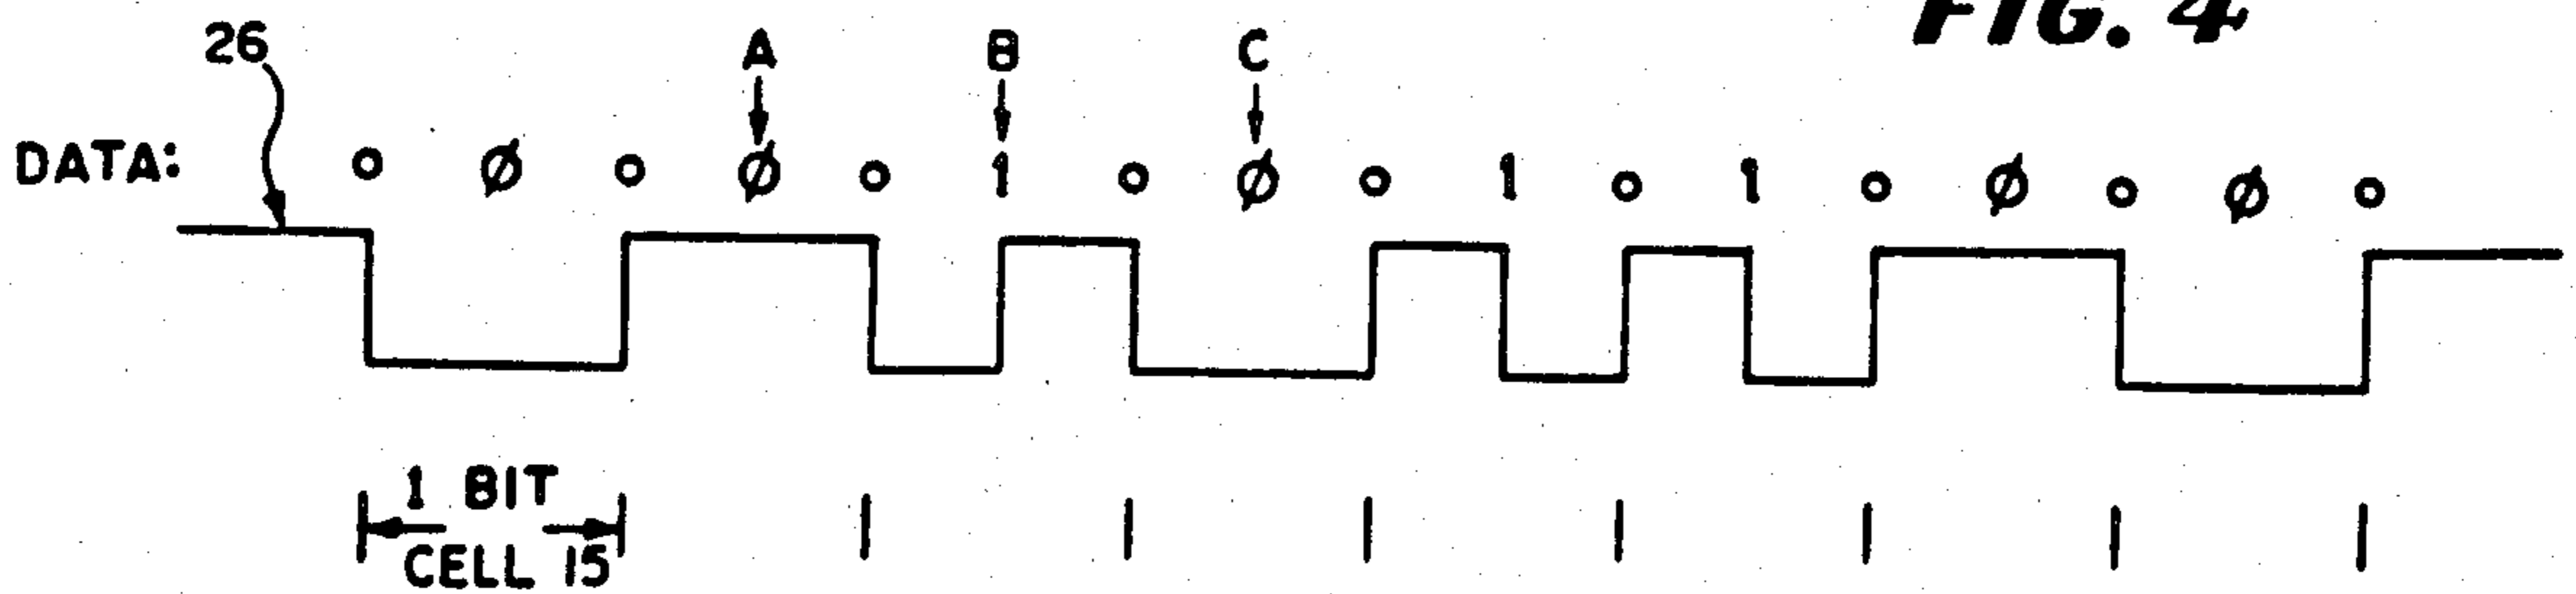 FIG. 4
26 A B C
DATA: o Ø o Ø o 1 o Ø o 1 o 1 o Ø o Ø o
1 BIT
CELL 15